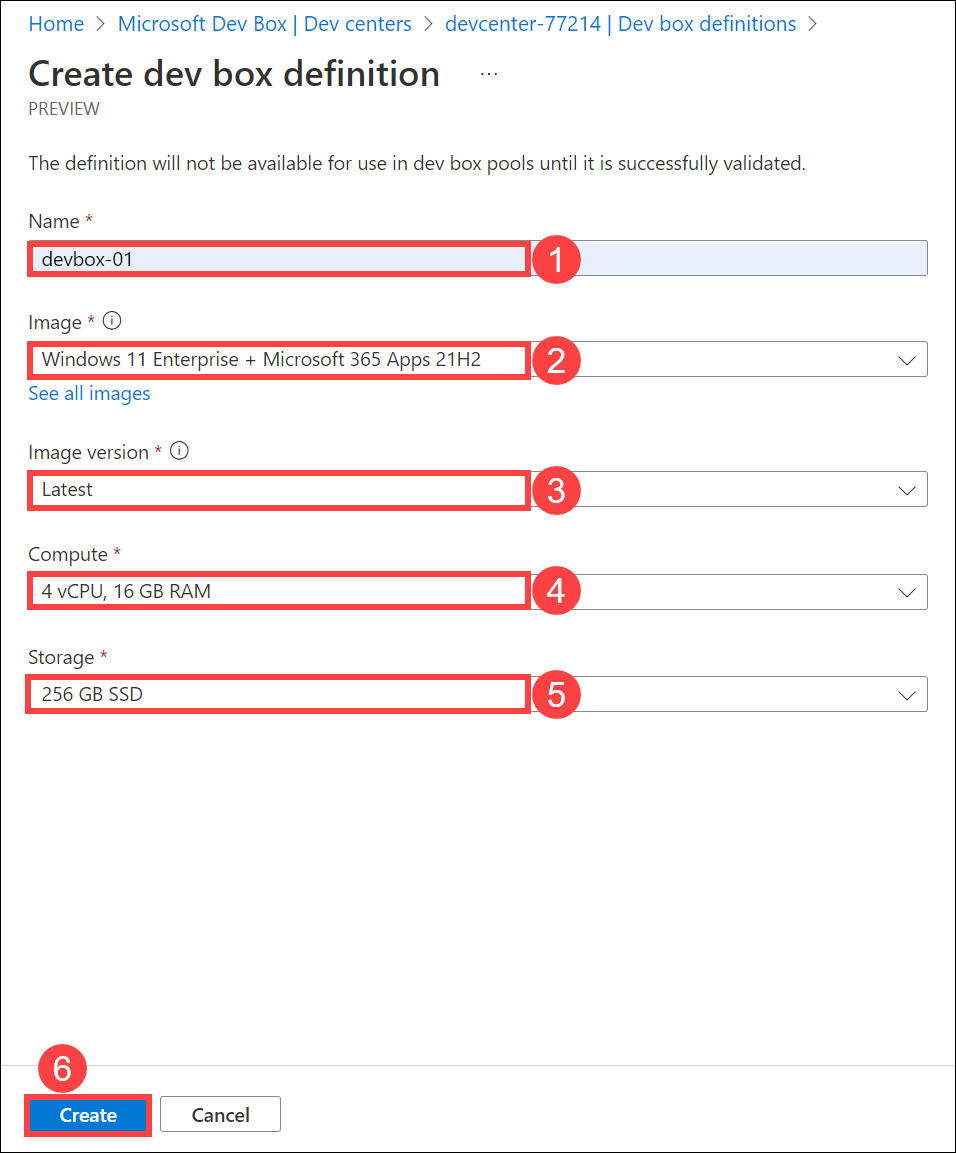 Home > Microsoft Dev Box | Dev centers > devcenter-77214 | Dev box definitions >
Create dev box definition ...
PREVIEW
The definition will not be available for use in dev box pools until it is successfully validated.
Name *
devbox-01 1
Image *
Windows 11 Enterprise + Microsoft 365 Apps 21H2 2
See all images
Image version *
Latest 3
Compute *
4 vCPU, 16 GB RAM 4
Storage *
256 GB SSD 5
6
Create Cancel